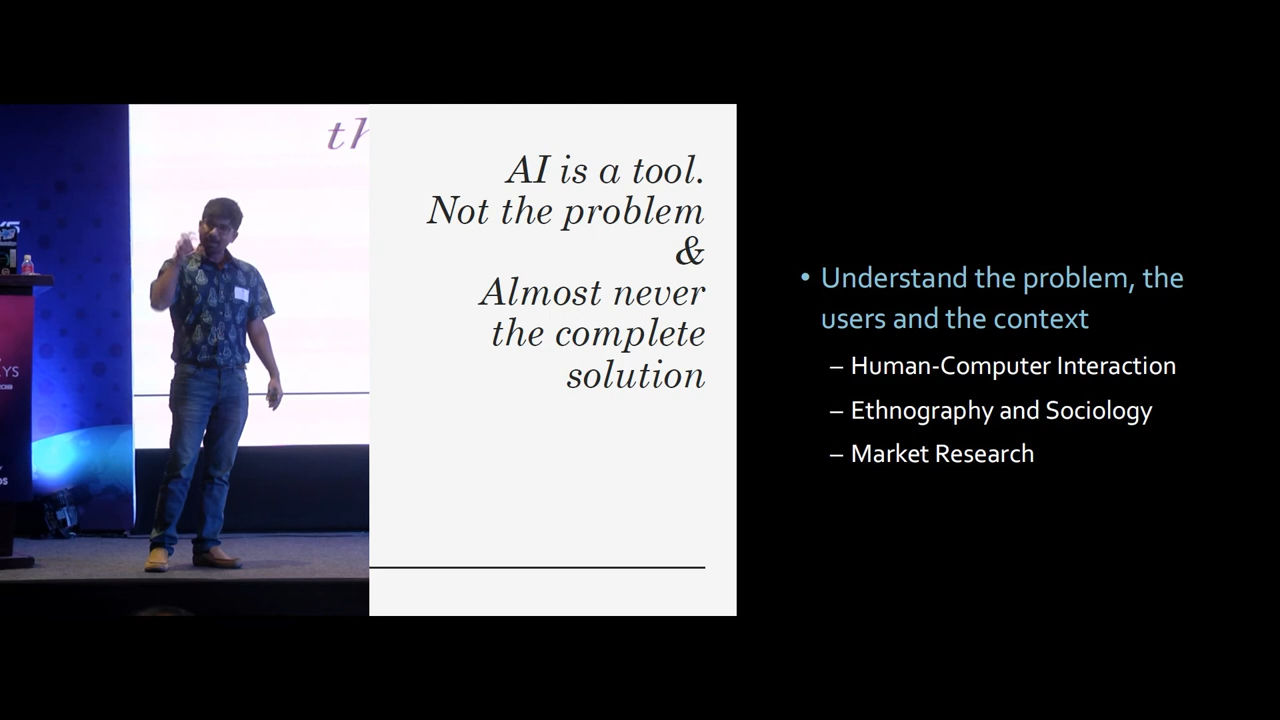 th
AI is a tool.
Not the problem
&
Almost never
the complete
solution
• Understand the problem, the
users and the context
– Human-Computer Interaction
– Ethnography and Sociology
– Market Research